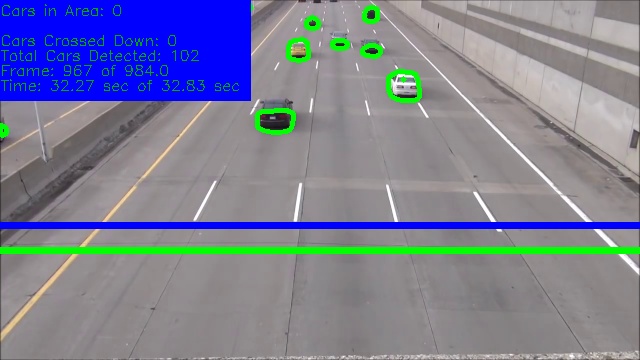 Cars in Area: 0
Cars Crossed Down: 0
Total Cars Detected: 102
Frame: 967 of 984.0
Time: 32.27 sec of 32.83 sec